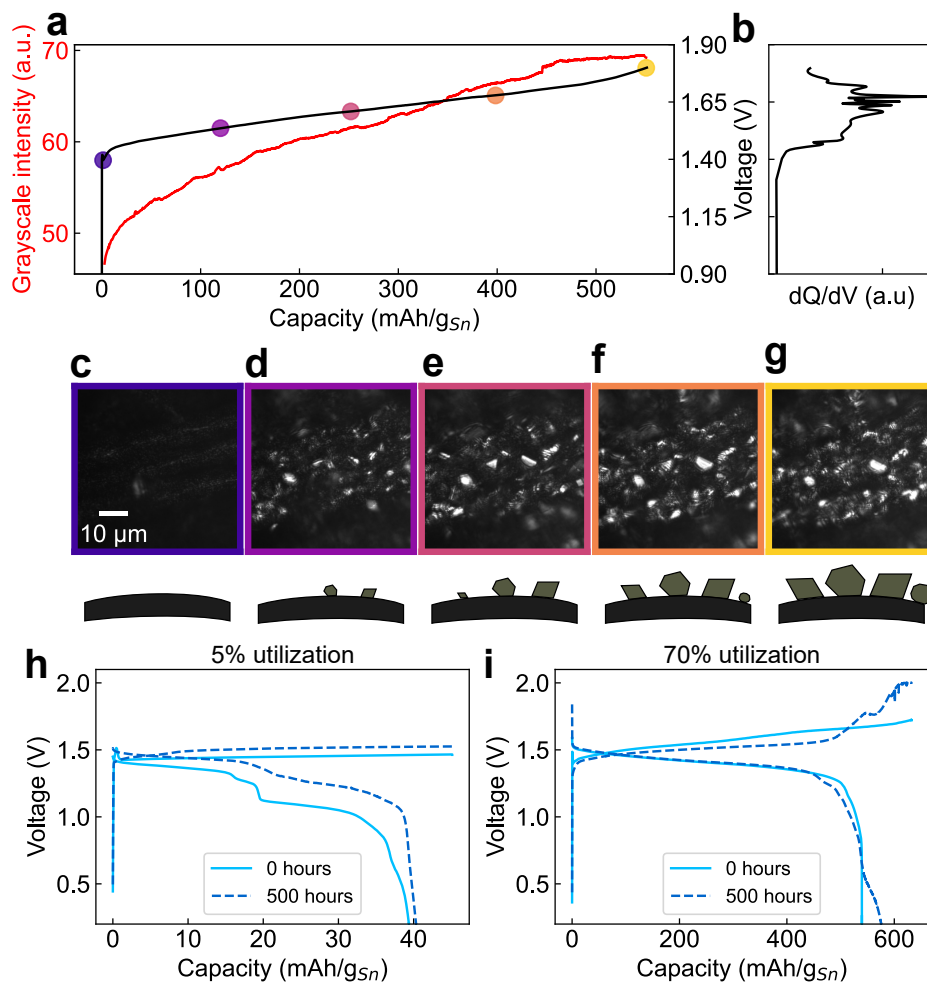 a
b
Grayscale intensity (a.u.)
70
60
50
1.90
1.65
1.40
1.15
0.90
Voltage (V)
0 100 200 300 400 500
Capacity (mAh/gSn)
dQ/dV (a.u)
c d e f g
10 μm
h
5% utilization
Voltage (V)
2.0
1.5
1.0
0.5
0 hours
500 hours
0 10 20 30 40
Capacity (mAh/gSn)
i
70% utilization
Voltage (V)
2.0
1.5
1.0
0.5
0 hours
500 hours
0 200 400 600
Capacity (mAh/gSn)